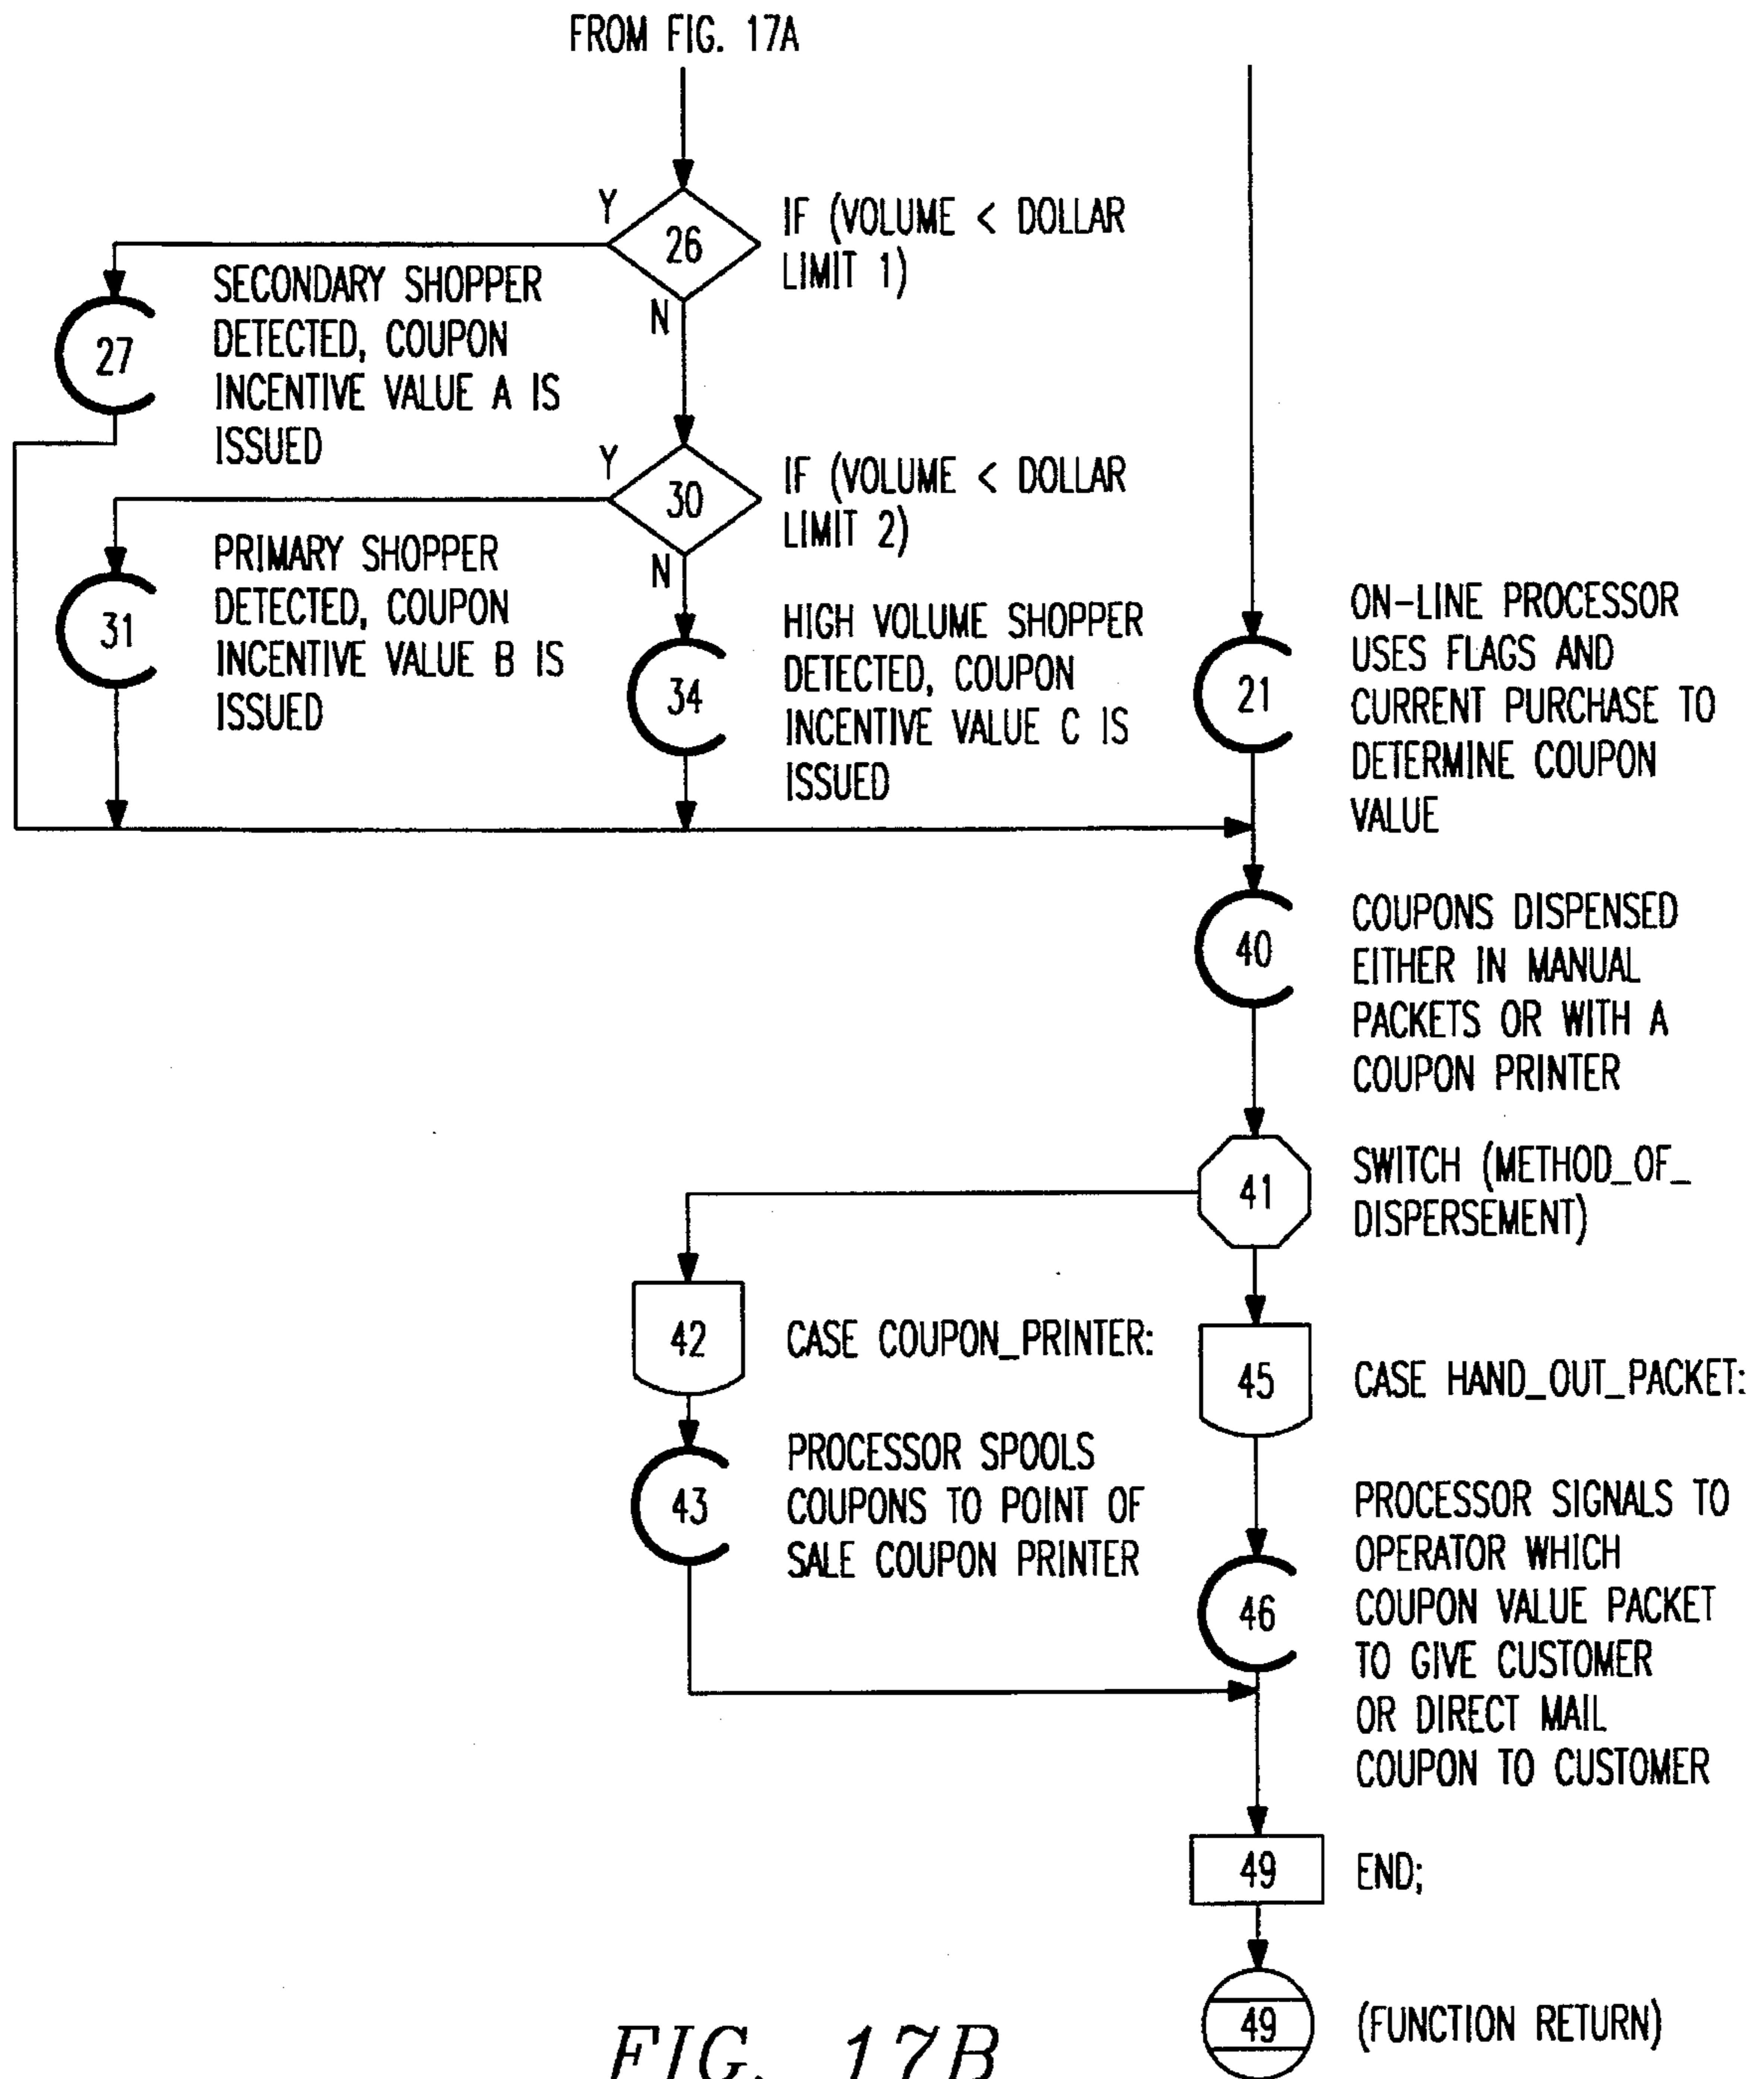 FROM FIG. 17A
Y
26
IF (VOLUME < DOLLAR
LIMIT 1)
N
27
SECONDARY SHOPPER
DETECTED, COUPON
INCENTIVE VALUE A IS
ISSUED
Y
30
IF (VOLUME < DOLLAR
LIMIT 2)
N
31
PRIMARY SHOPPER
DETECTED, COUPON
INCENTIVE VALUE B IS
ISSUED
34
HIGH VOLUME SHOPPER
DETECTED, COUPON
INCENTIVE VALUE C IS
ISSUED
21
ON-LINE PROCESSOR
USES FLAGS AND
CURRENT PURCHASE TO
DETERMINE COUPON
VALUE
40
COUPONS DISPENSED
EITHER IN MANUAL
PACKETS OR WITH A
COUPON PRINTER
41
SWITCH (METHOD_OF_
DISPERSEMENT)
42
CASE COUPON_PRINTER:
45
CASE HAND_OUT_PACKET:
43
PROCESSOR SPOOLS
COUPONS TO POINT OF
SALE COUPON PRINTER
46
PROCESSOR SIGNALS TO
OPERATOR WHICH
COUPON VALUE PACKET
TO GIVE CUSTOMER
OR DIRECT MAIL
COUPON TO CUSTOMER
49
END;
49
(FUNCTION RETURN)
FIG. 17B